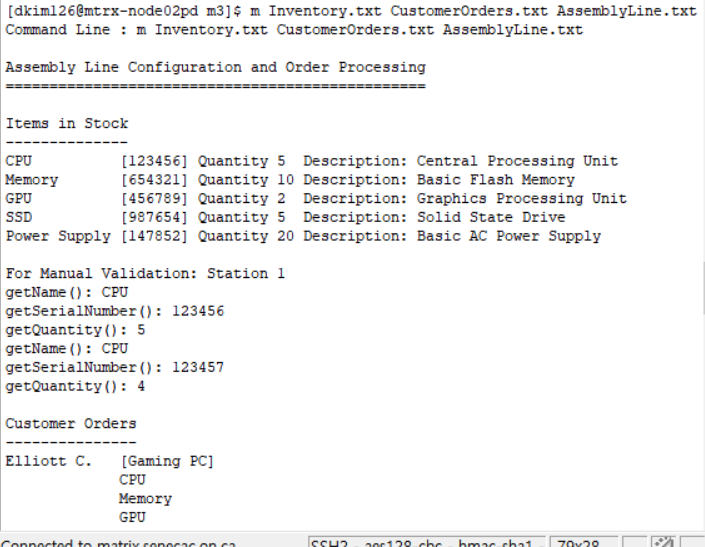 [dkim126@mtrx-node02pd m3]$ m Inventory.txt CustomerOrders.txt AssemblyLine.txt
Command Line : m Inventory.txt CustomerOrders.txt AssemblyLine.txt
Assembly Line Configuration and Order Processing
================================================
Items in Stock
--------------
CPU          [123456] Quantity 5  Description: Central Processing Unit
Memory       [654321] Quantity 10 Description: Basic Flash Memory
GPU          [456789] Quantity 2  Description: Graphics Processing Unit
SSD          [987654] Quantity 5  Description: Solid State Drive
Power Supply [147852] Quantity 20 Description: Basic AC Power Supply
For Manual Validation: Station 1
getName(): CPU
getSerialNumber(): 123456
getQuantity(): 5
getName(): CPU
getSerialNumber(): 123457
getQuantity(): 4
Customer Orders
---------------
Elliott C.   [Gaming PC]
             CPU
             Memory
             GPU
Connected to matrix.senecac.on.ca SSH2 - aes128-cbc - hmac-sha1 - 79x28